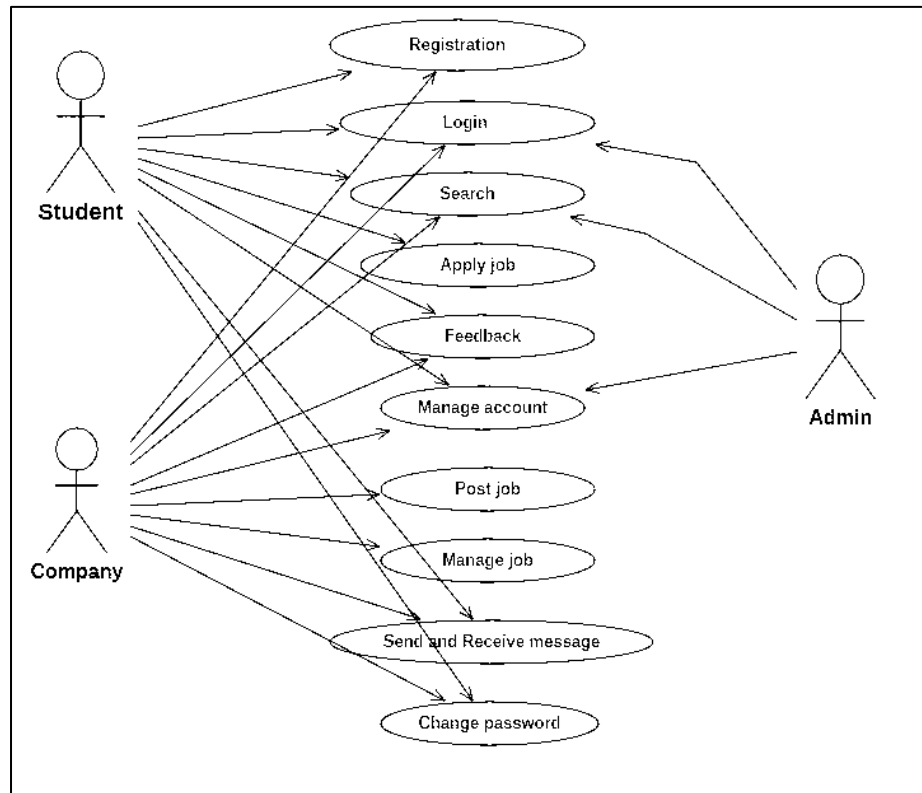 Registration
Login
Search
Student
Apply job
Feedback
Manage account
Admin
Post job
Manage job
Company
Send and Receive message
Change password